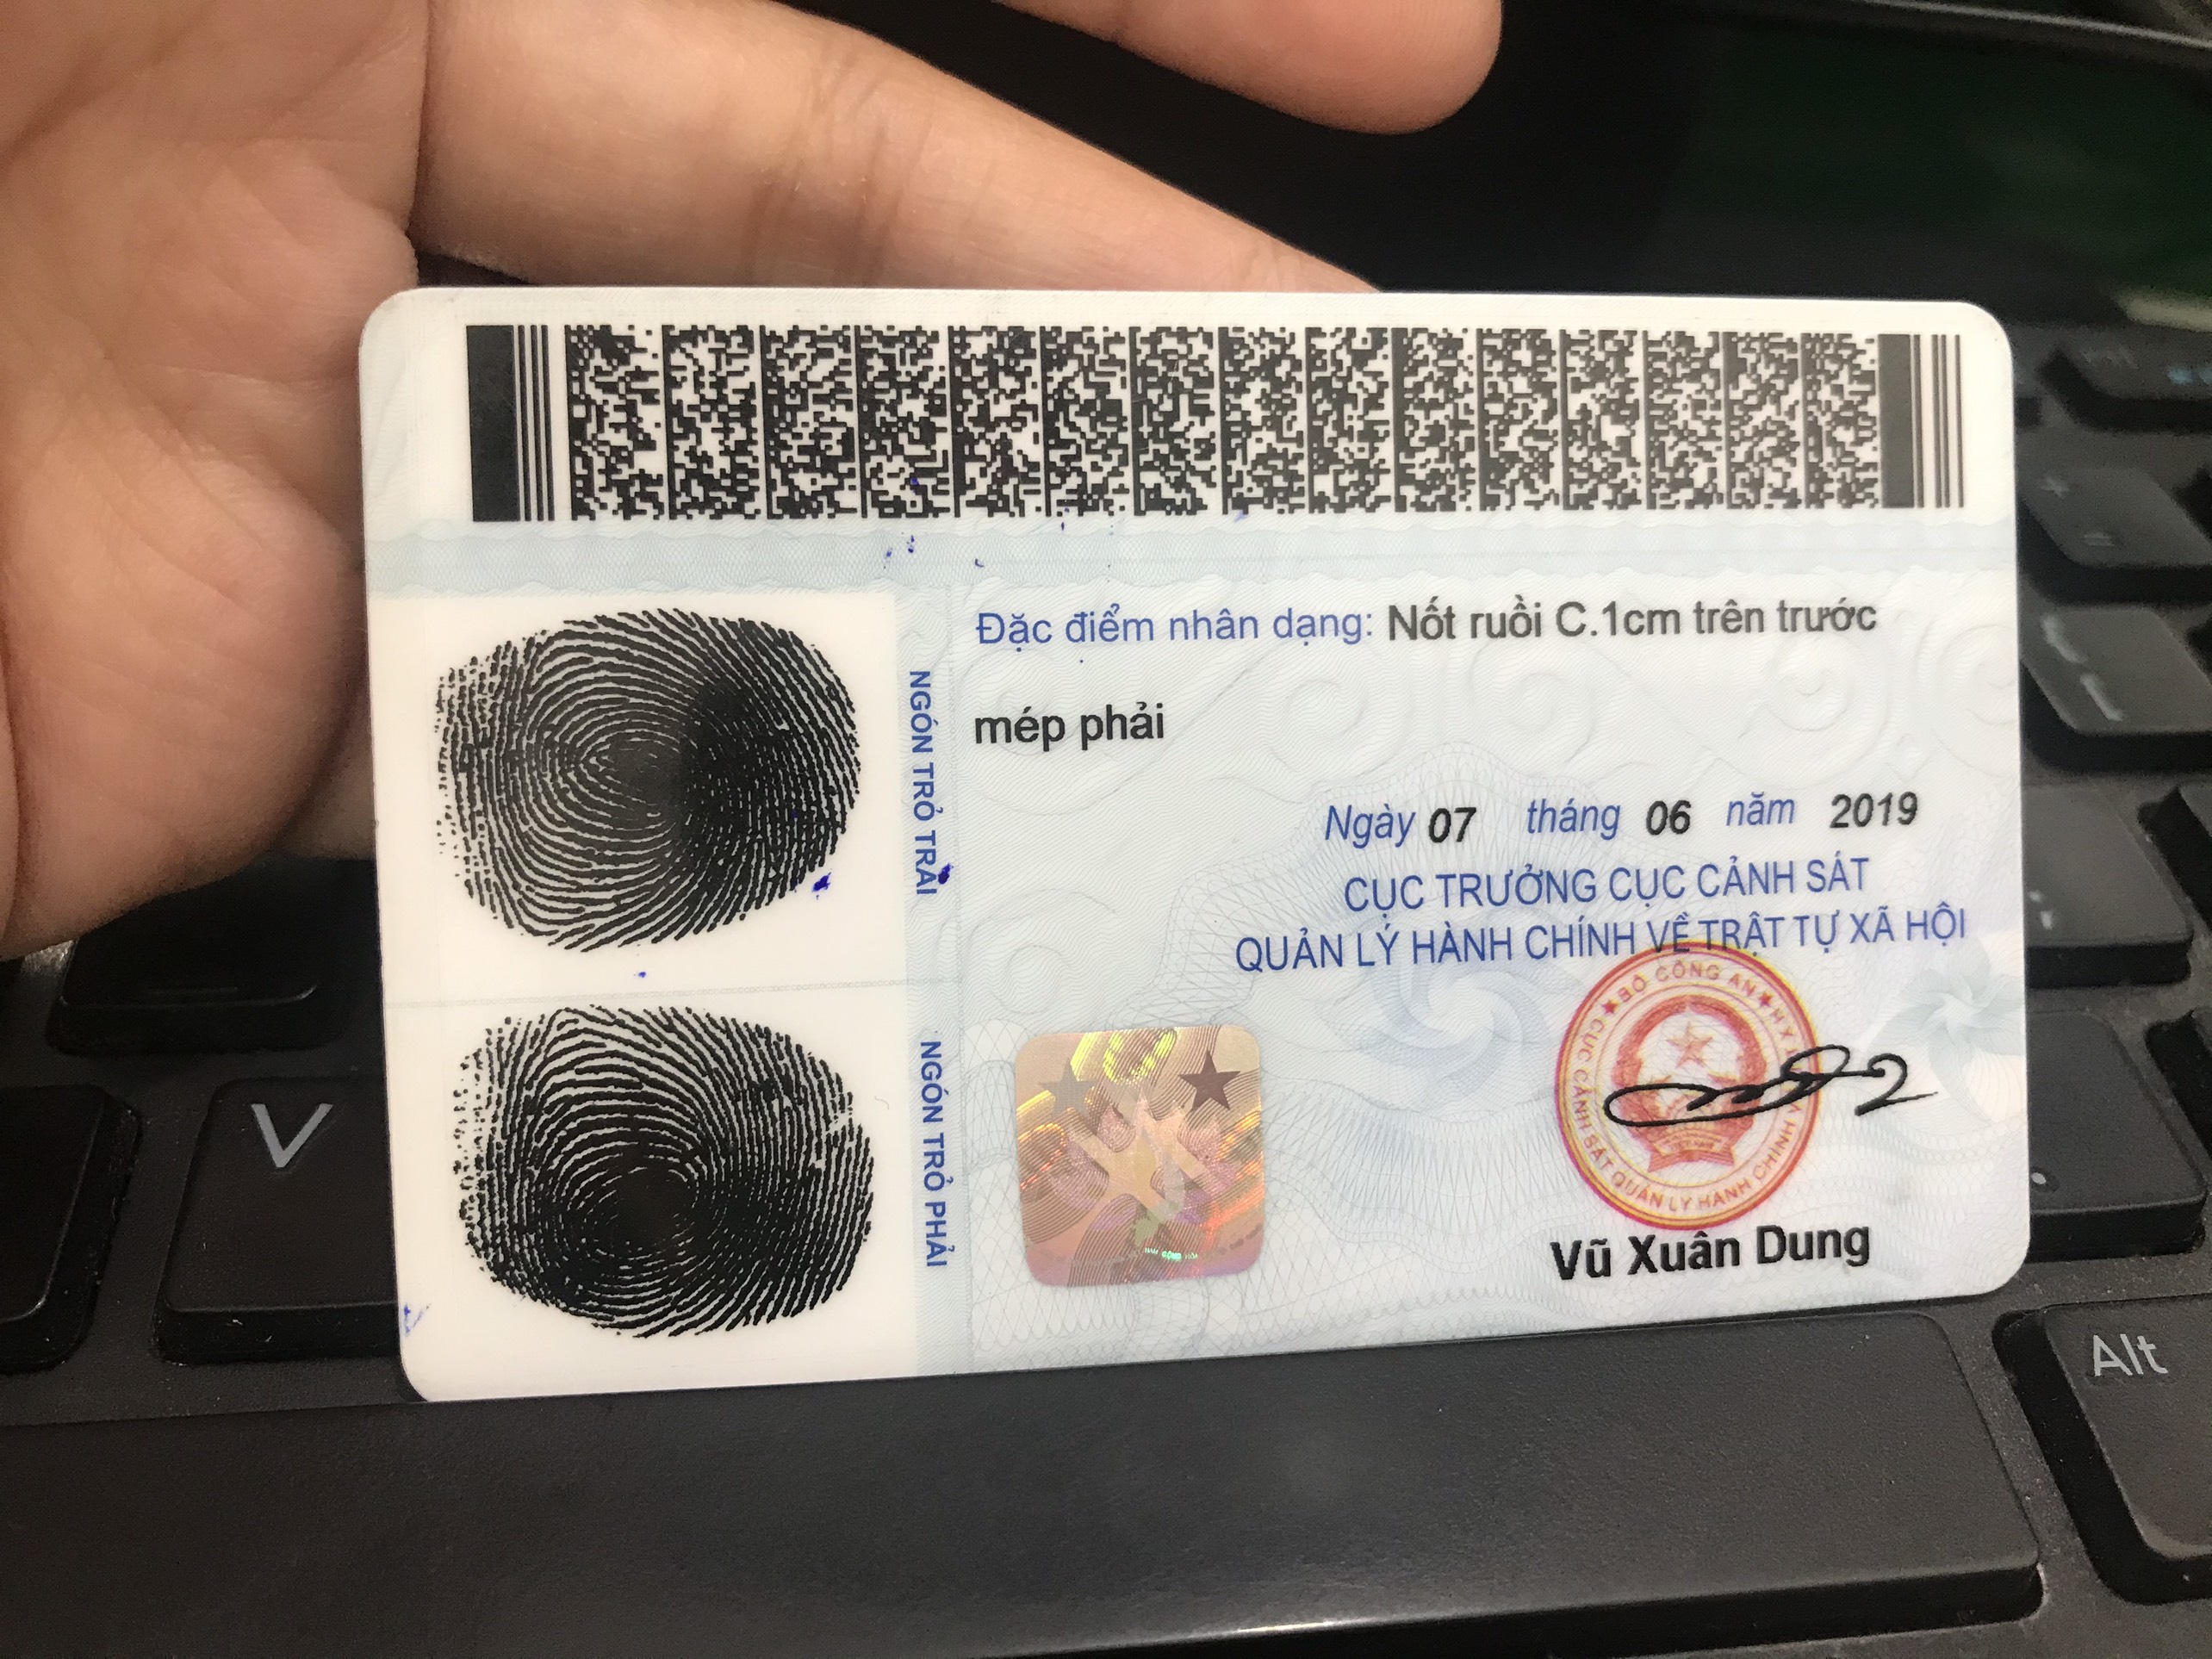 Đặc điểm nhân dạng: Nốt ruồi C.1cm trên trước
mép phải
NGÓN TRỎ TRÁI
NGÓN TRỎ PHẢI
Ngày 07 tháng 06 năm 2019
CỤC TRƯỞNG CỤC CẢNH SÁT
QUẢN LÝ HÀNH CHÍNH VỀ TRẬT TỰ XÃ HỘI
BỘ CÔNG AN
CỤC CẢNH SÁT QUẢN LÝ HÀNH CHÍNH
Vũ Xuân Dung
V
Alt